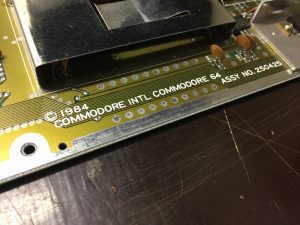 © 1984
COMMODORE INTL COMMODORE 64
ASSY NO. 250425